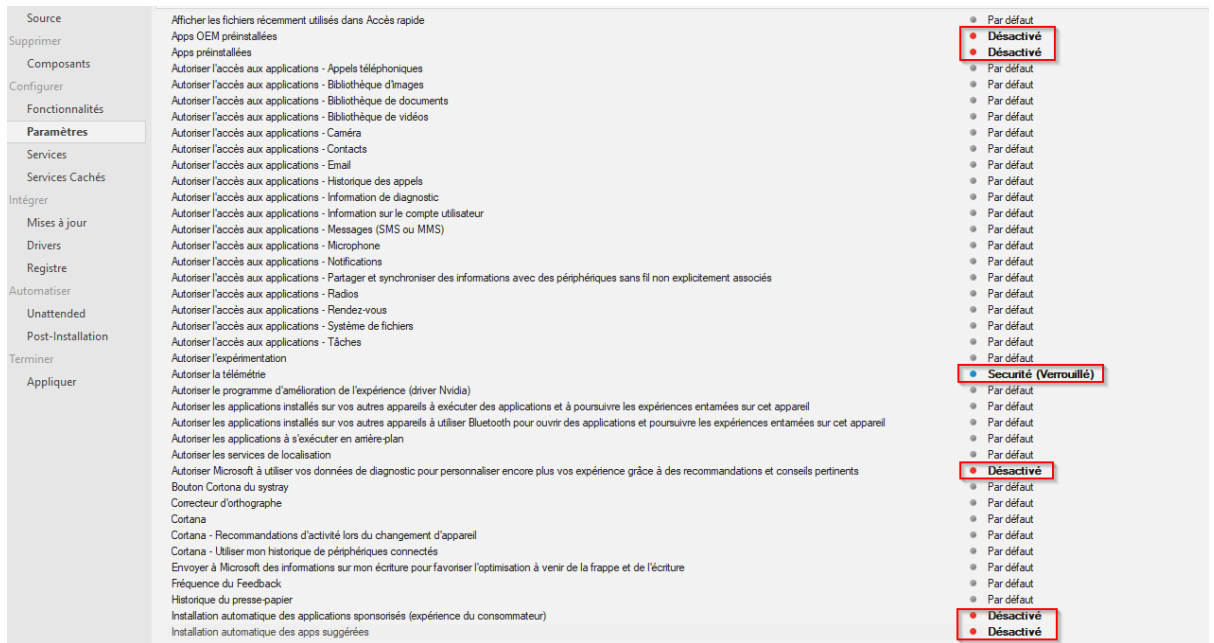 Source
Supprimer
Composants
Configurer
Fonctionnalités
Paramètres
Services
Services Cachés
Intégrer
Mises à jour
Drivers
Registre
Automatiser
Unattended
Post-Installation
Terminer
Appliquer
Afficher les fichiers récemment utilisés dans Accès rapide Par défaut
Apps OEM préinstallées Désactivé
Apps préinstallées Désactivé
Autoriser l'accès aux applications - Appels téléphoniques Par défaut
Autoriser l'accès aux applications - Bibliothèque d'images Par défaut
Autoriser l'accès aux applications - Bibliothèque de documents Par défaut
Autoriser l'accès aux applications - Bibliothèque de vidéos Par défaut
Autoriser l'accès aux applications - Caméra Par défaut
Autoriser l'accès aux applications - Contacts Par défaut
Autoriser l'accès aux applications - Email Par défaut
Autoriser l'accès aux applications - Historique des appels Par défaut
Autoriser l'accès aux applications - Information de diagnostic Par défaut
Autoriser l'accès aux applications - Information sur le compte utilisateur Par défaut
Autoriser l'accès aux applications - Messages (SMS ou MMS) Par défaut
Autoriser l'accès aux applications - Microphone Par défaut
Autoriser l'accès aux applications - Notifications Par défaut
Autoriser l'accès aux applications - Partager et synchroniser des informations avec des périphériques sans fil non explicitement associés Par défaut
Autoriser l'accès aux applications - Radios Par défaut
Autoriser l'accès aux applications - Rendez-vous Par défaut
Autoriser l'accès aux applications - Système de fichiers Par défaut
Autoriser l'accès aux applications - Tâches Par défaut
Autoriser l'expérimentation Par défaut
Autoriser la télémétrie Securité (Verrouillé)
Autoriser le programme d'amélioration de l'expérience (driver Nvidia) Par défaut
Autoriser les applications installés sur vos autres appareils à exécuter des applications et à poursuivre les expériences entamées sur cet appareil Par défaut
Autoriser les applications installés sur vos autres appareils à utiliser Bluetooth pour ouvrir des applications et poursuivre les expériences entamées sur cet appareil Par défaut
Autoriser les applications à s'exécuter en arrière-plan Par défaut
Autoriser les services de localisation Par défaut
Autoriser Microsoft à utiliser vos données de diagnostic pour personnaliser encore plus vos expérience grâce à des recommandations et conseils pertinents Désactivé
Bouton Cortona du systray Par défaut
Correcteur d'orthographe Par défaut
Cortana Par défaut
Cortana - Recommandations d'activité lors du changement d'appareil Par défaut
Cortana - Utiliser mon historique de périphériques connectés Par défaut
Envoyer à Microsoft des informations sur mon écriture pour favoriser l'optimisation à venir de la frappe et de l'écriture Par défaut
Fréquence du Feedback Par défaut
Historique du presse-papier Par défaut
Installation automatique des applications sponsorisés (expérience du consommateur) Désactivé
Installation automatique des apps suggérées Désactivé